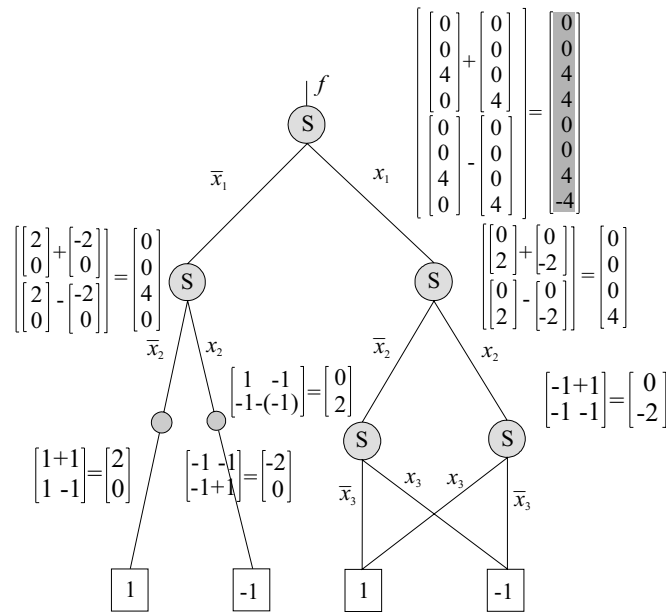 f
S
[[0 0 4 0] + [0 0 0 4]] = [0 0 4 4 0 0 4 -4]
[[0 0 4 0] - [0 0 0 4]]
x̄₁
x₁
[[2 0] + [-2 0]] = [0 0 4 0]
[[2 0] - [-2 0]]
S
S
[[0 2] + [0 -2]] = [0 0 0 4]
[[0 2] - [0 -2]]
x̄₂
x₂
x̄₂
x₂
[1 -1] = [0
-1-(-1)] 2]
[-1+1] = [0
-1 -1] -2]
S
S
[1+1] = [2
1 -1] 0]
[-1 -1] = [-2
-1+1] 0]
x̄₃
x₃
x₃
x̄₃
1
-1
1
-1